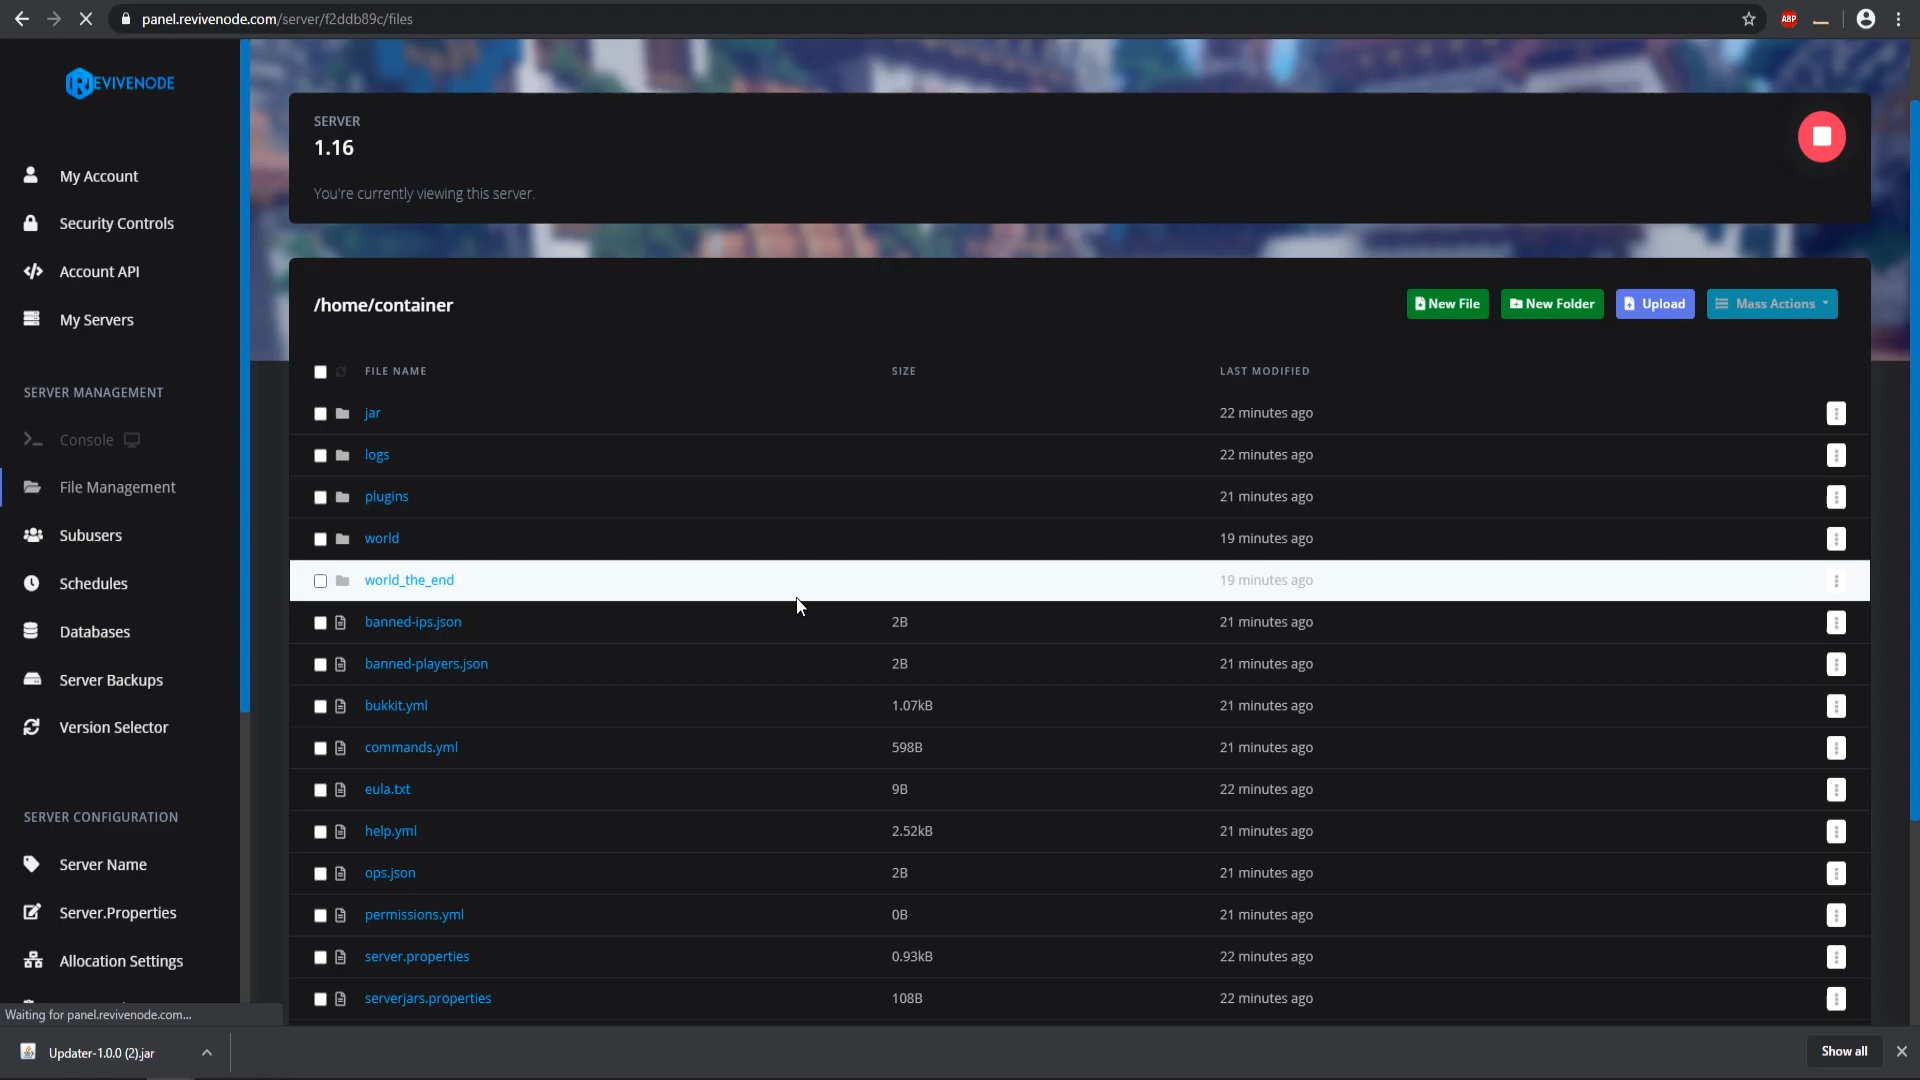 panel.revivenode.com/server/f2ddb89c/files
ABP
REVIVENODE
My Account
Security Controls
Account API
My Servers
SERVER MANAGEMENT
Console
File Management
Subusers
Schedules
Databases
Server Backups
Version Selector
SERVER CONFIGURATION
Server Name
Server.Properties
Allocation Settings
SERVER
1.16
You're currently viewing this server.
/home/container
New File
New Folder
Upload
Mass Actions
FILE NAME SIZE LAST MODIFIED
jar 22 minutes ago
logs 22 minutes ago
plugins 21 minutes ago
world 19 minutes ago
world_the_end 19 minutes ago
banned-ips.json 2B 21 minutes ago
banned-players.json 2B 21 minutes ago
bukkit.yml 1.07kB 21 minutes ago
commands.yml 598B 21 minutes ago
eula.txt 9B 22 minutes ago
help.yml 2.52kB 21 minutes ago
ops.json 2B 21 minutes ago
permissions.yml 0B 21 minutes ago
server.properties 0.93kB 22 minutes ago
serverjars.properties 108B 22 minutes ago
Waiting for panel.revivenode.com...
Updater-1.0.0 (2).jar
Show all